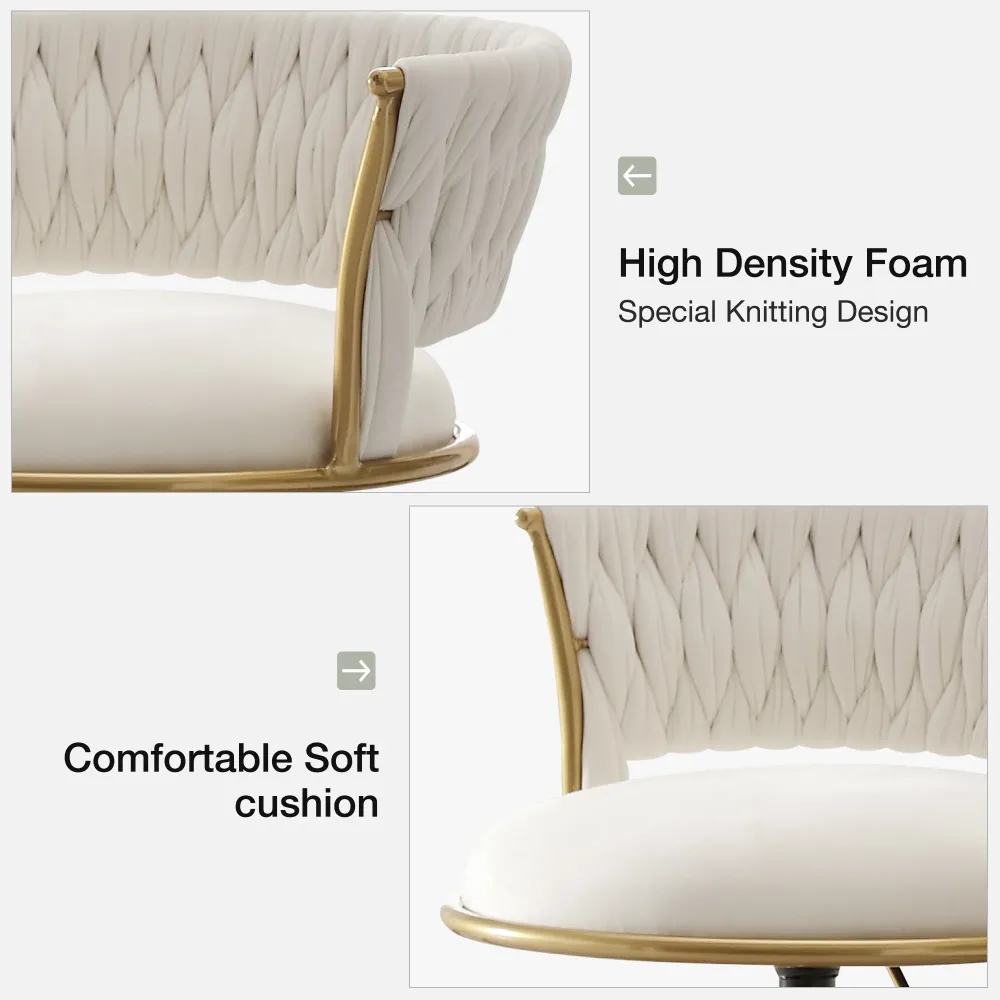 High Density Foam
Special Knitting Design
Comfortable Soft
cushion